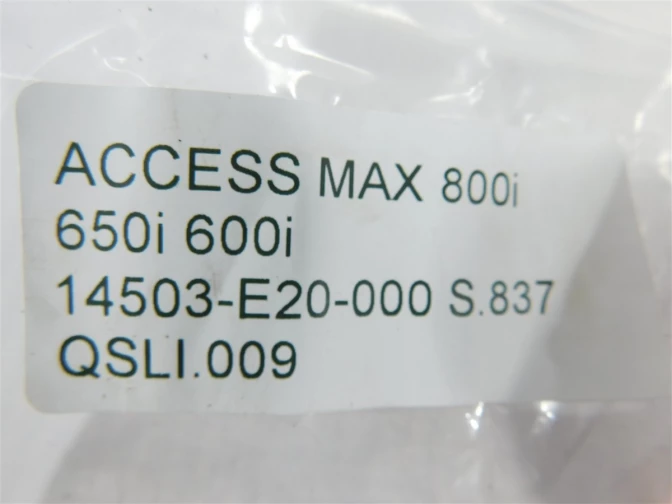 ACCESS MAX 800i
650i 600i
14503-E20-000 S.837
QSLI.009